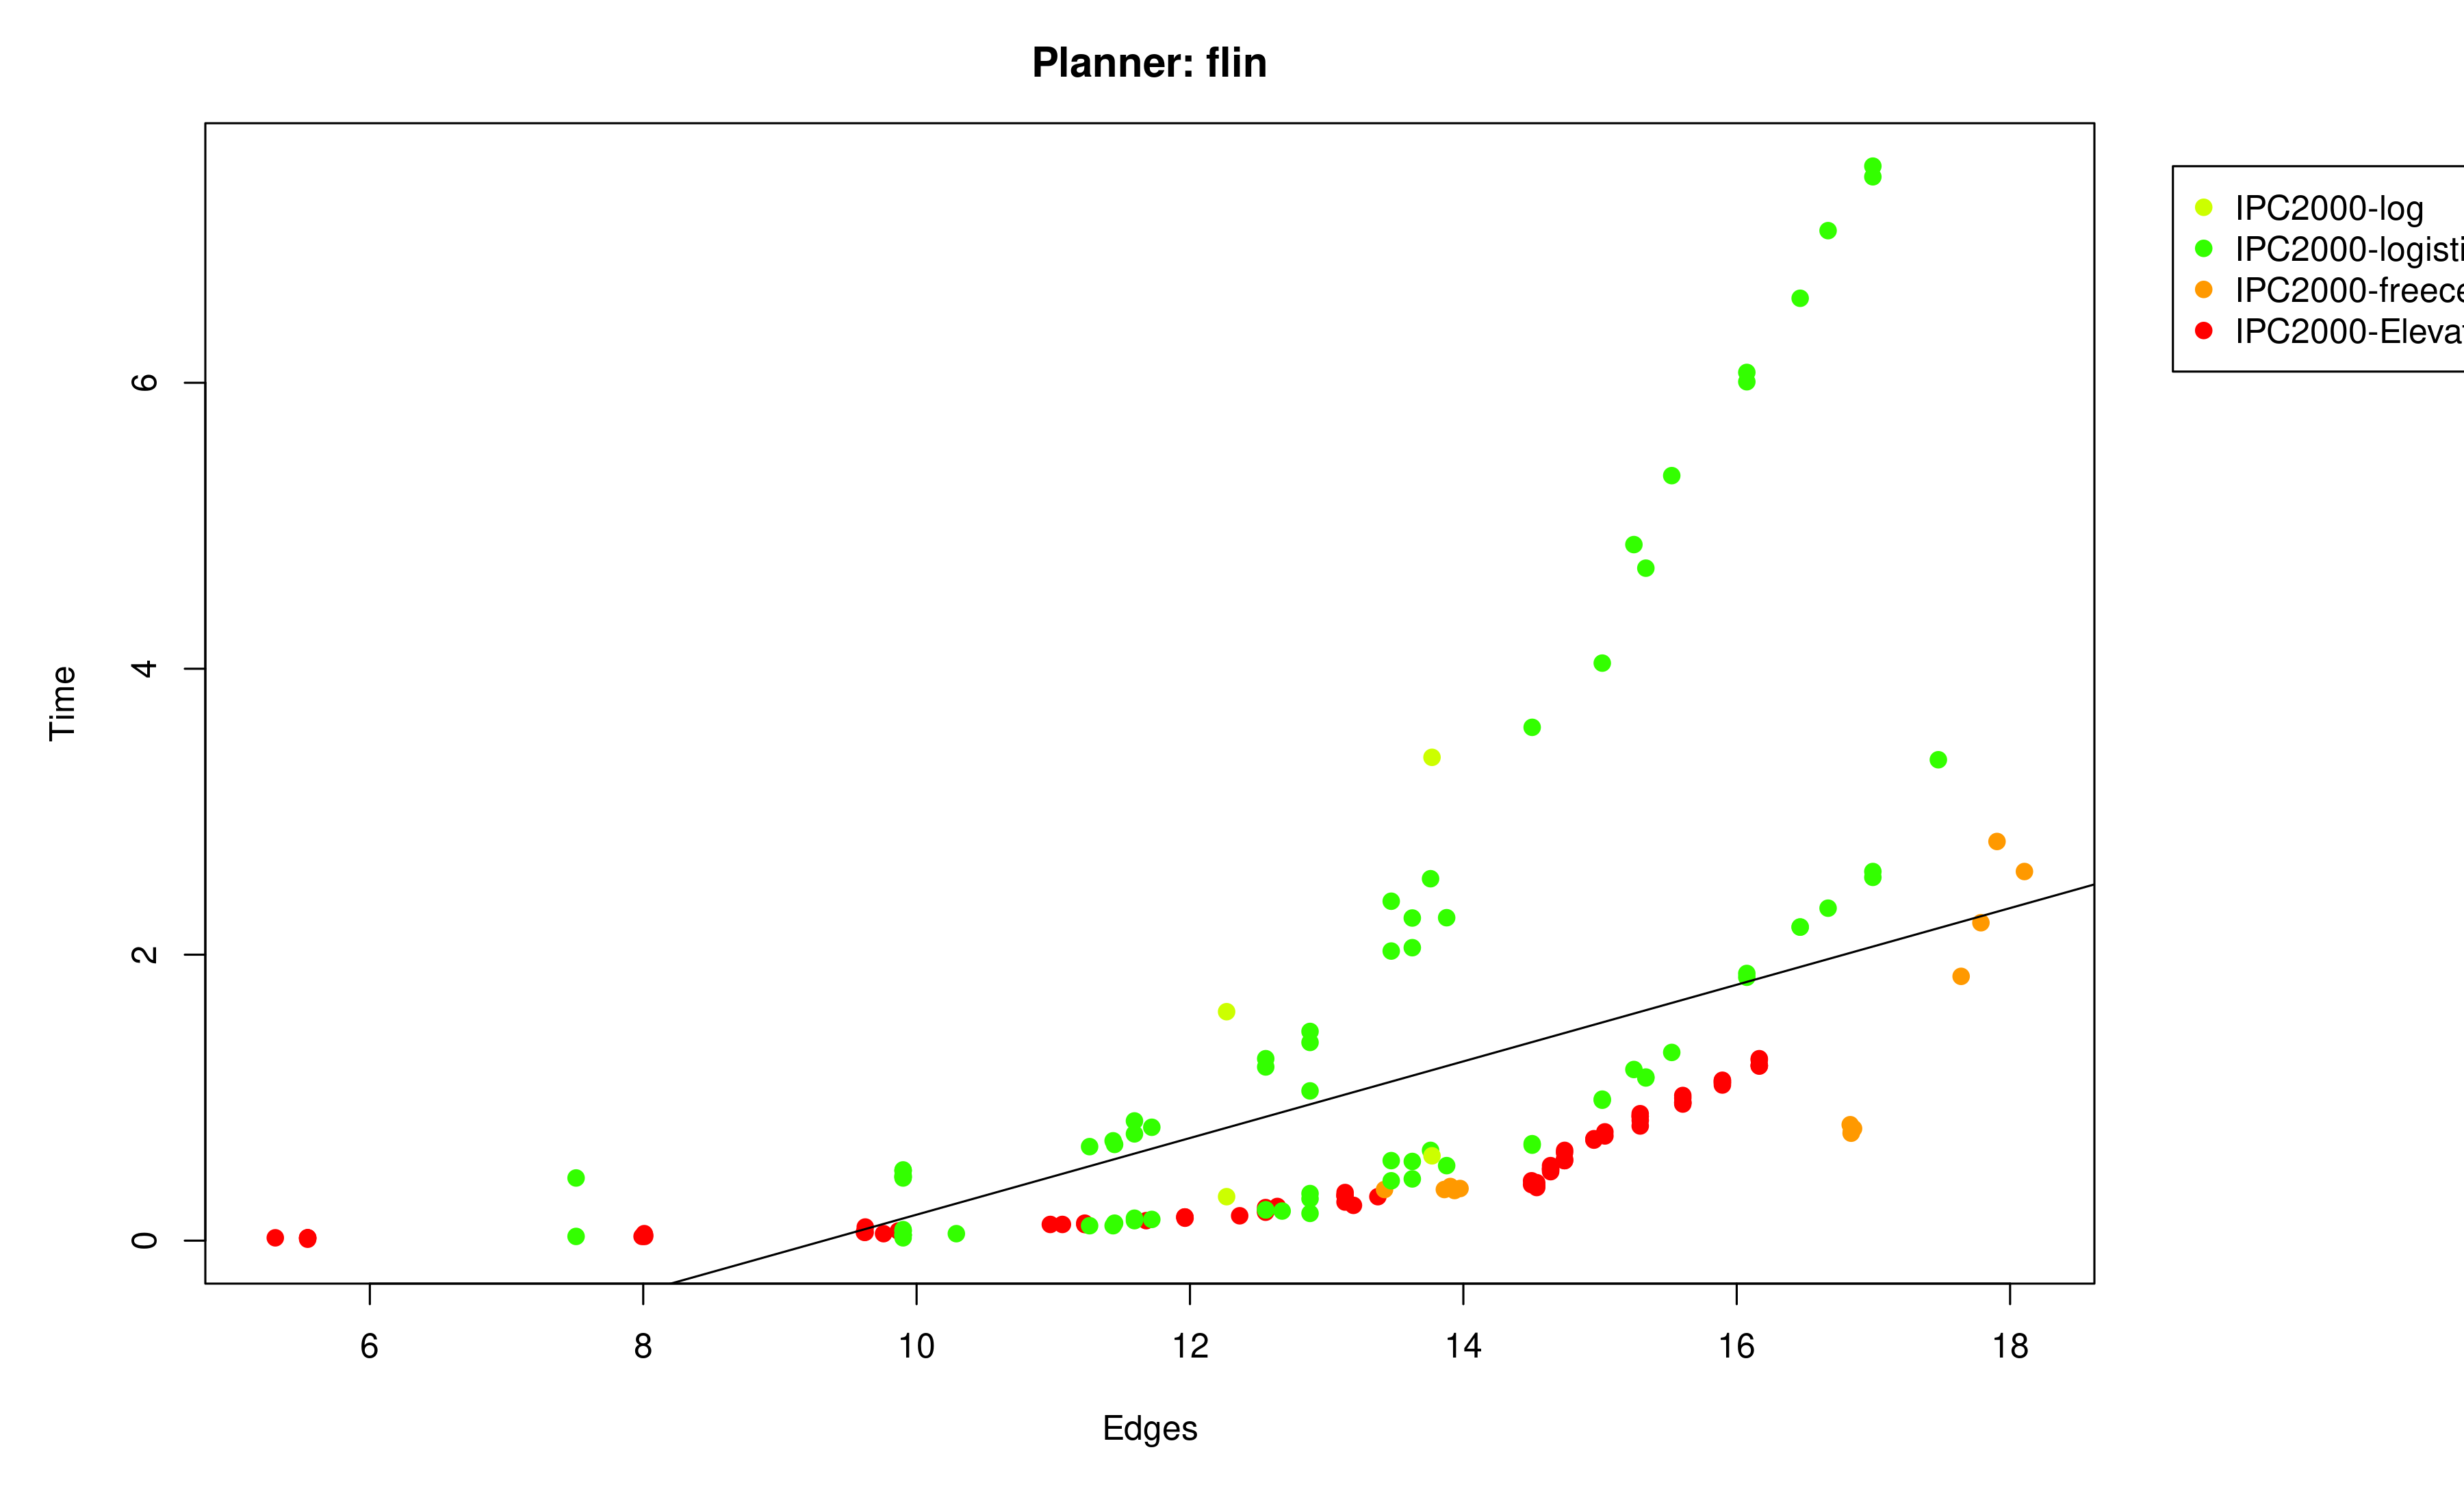 Planner: flin
IPC2000-log
IPC2000-logisti
IPC2000-freece
IPC2000-Eleva
Time
0
2
4
6
6
8
10
12
14
16
18
Edges